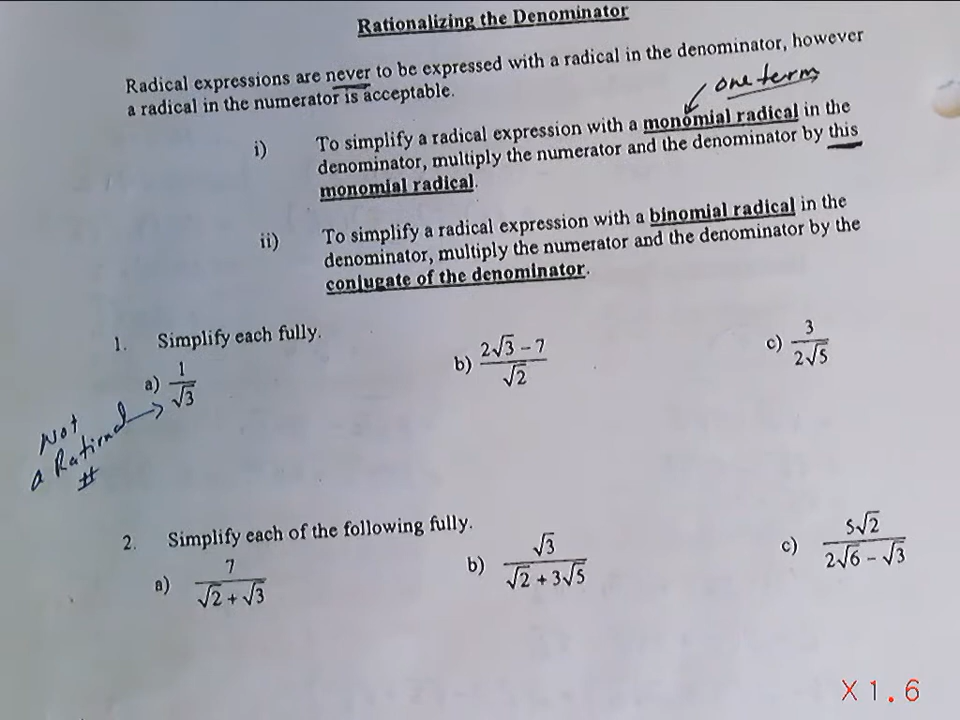 Rationalizing the Denominator
Radical expressions are never to be expressed with a radical in the denominator, however
a radical in the numerator is acceptable.
one term
i) To simplify a radical expression with a monomial radical in the
denominator, multiply the numerator and the denominator by this
monomial radical.
ii) To simplify a radical expression with a binomial radical in the
denominator, multiply the numerator and the denominator by the
conjugate of the denominator.
1. Simplify each fully.
a) 1/√3 b) (2√3 - 7)/√2 c) 3/(2√5)
Not
a Rational
#
2. Simplify each of the following fully.
a) 7/(√2 + √3) b) √3/(√2 + 3√5) c) 5√2/(2√6 - √3)
X1.6